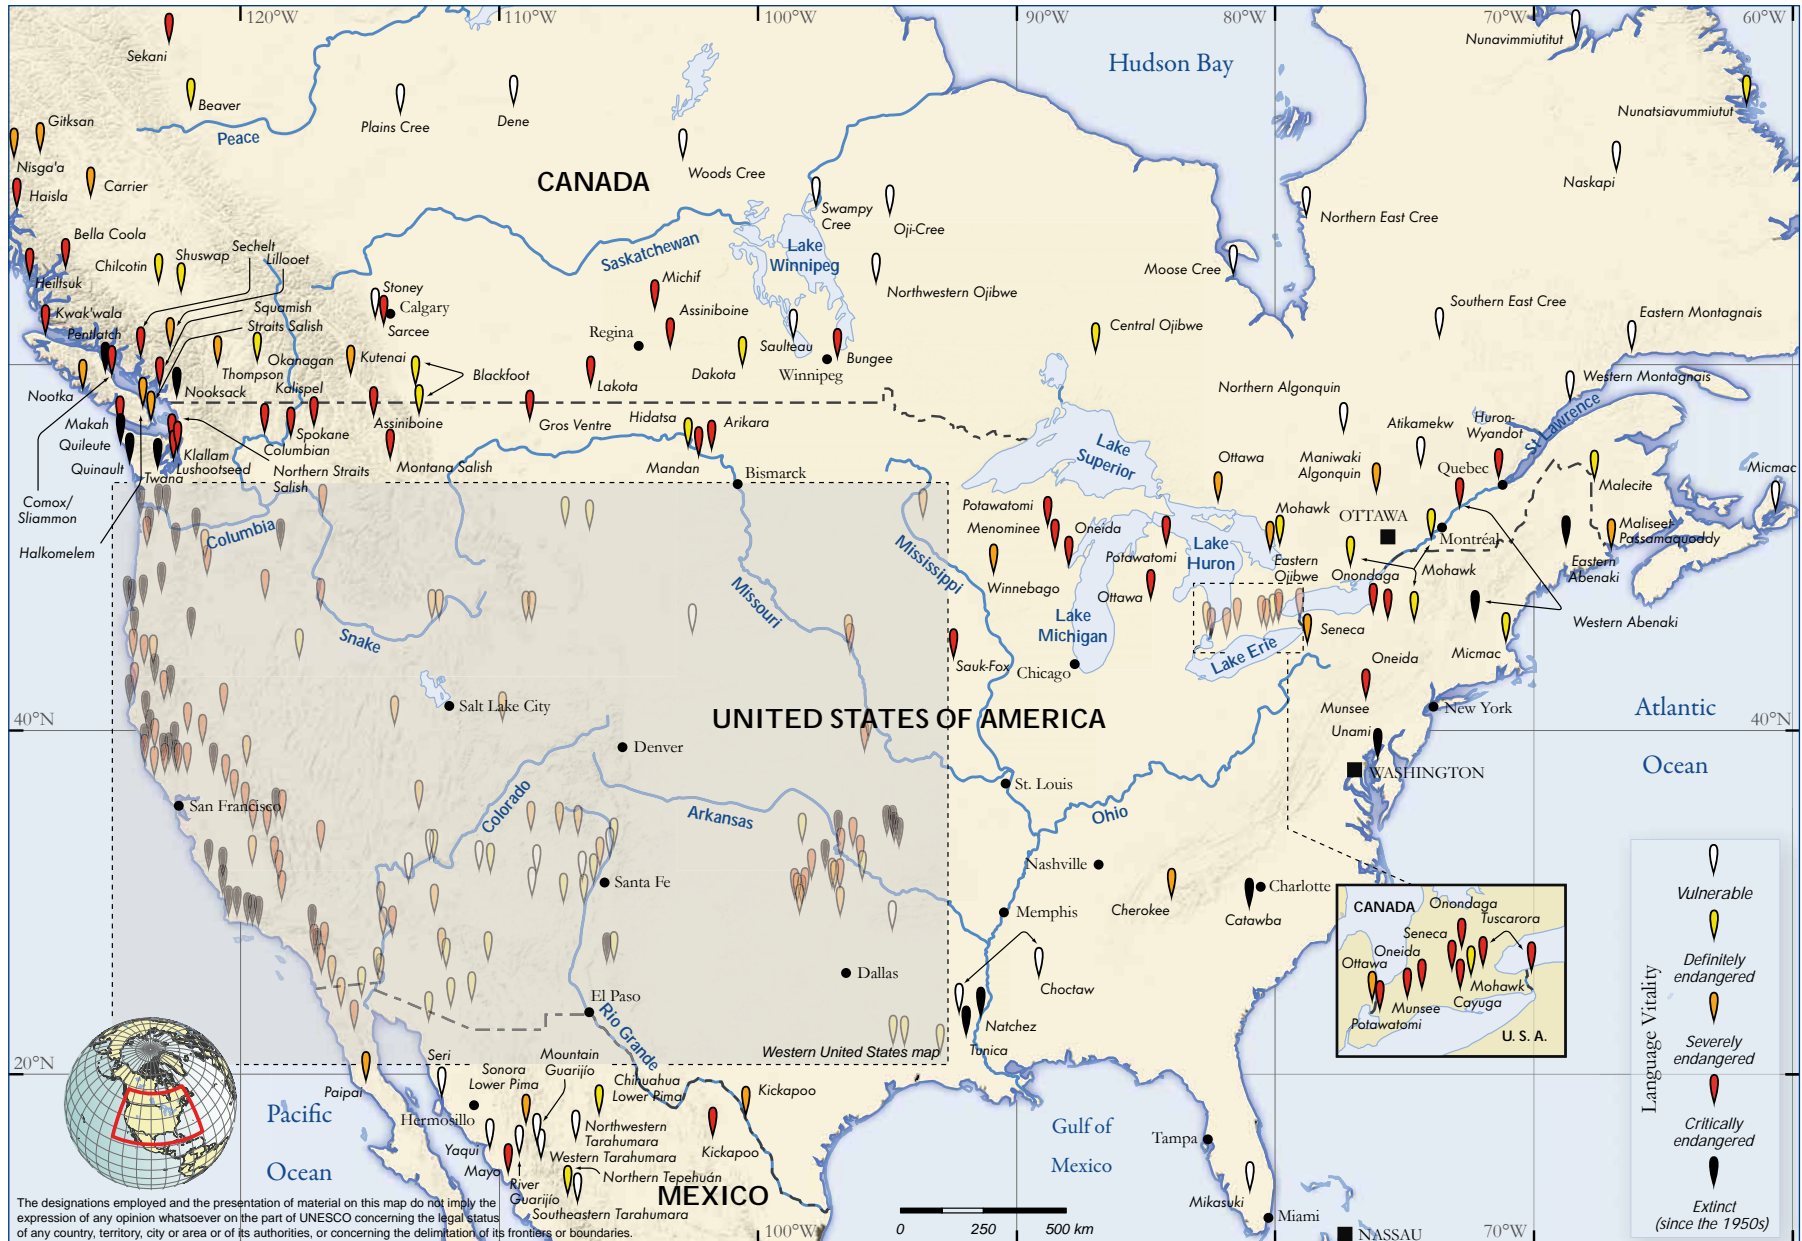 120°W
110°W
100°W
90°W
80°W
70°W
60°W
Sekani
Beaver
Peace
Plains Cree
Dene
Hudson Bay
Nunavimmiutitut
Nunatsiavummiutut
Gitksan
Nisga'a
Haisla
Carrier
Woods Cree
CANADA
Swampy
Cree
Oji-Cree
Naskapi
Northern East Cree
Bella Coola
Chilcotin
Shuswap
Sechelt
Lillooet
Heiltsuk
Saskatchewan
Lake
Winnipeg
Moose Cree
Northwestern Ojibwe
Michif
Stoney
Calgary
Sarcee
Squamish
Straits Salish
Kwak'wala
Pentlatch
Assiniboine
Regina
Southern East Cree
Eastern Montagnais
Central Ojibwe
Okanagan
Thompson
Kutenai
Blackfoot
Lakota
Dakota
Saulteau
Winnipeg
Bungee
Nootka
Nooksack
Kalispel
Northern Algonquin
Western Montagnais
Makah
Quileute
Quinault
Klallam
Lushootseed
Twana
Spokane
Columbian
Northern Straits
Salish
Assiniboine
Montana Salish
Gros Ventre
Hidatsa
Arikara
Mandan
Bismarck
Lake
Superior
Atikamekw
Huron-
Wyandot
St Lawrence
Maniwaki
Algonquin
Quebec
Ottawa
Malecite
Micmac
Comox/
Sliammon
Halkomelem
Columbia
Potawatomi
Menominee
Oneida
Potawatomi
Mohawk
OTTAWA
Montréal
Maliseet-
Passamaquoddy
Eastern
Abenaki
Lake
Huron
Winnebago
Ottawa
Eastern
Ojibwe
Onondaga
Mohawk
Western Abenaki
Snake
Missouri
Mississippi
Lake
Michigan
Lake Erie
Seneca
Micmac
Sauk-Fox
Chicago
Oneida
Munsee
New York
Unami
WASHINGTON
40°N
Salt Lake City
Denver
UNITED STATES OF AMERICA
Atlantic
Ocean
40°N
San Francisco
Colorado
Arkansas
St. Louis
Ohio
Nashville
Santa Fe
Memphis
Cherokee
Charlotte
Catawba
Dallas
El Paso
Rio Grande
Choctaw
Natchez
Tunica
Western United States map
CANADA
Onondaga
Tuscarora
Seneca
Oneida
Ottawa
Mohawk
Munsee
Cayuga
Potawatomi
U. S. A.
Language Vitality
Vulnerable
Definitely
endangered
Severely
endangered
Critically
endangered
Extinct
(since the 1950s)
20°N
Paipai
Seri
Sonora
Lower Pima
Mountain
Guarijío
Chihuahua
Lower Pima
Kickapoo
Pacific
Ocean
Hermosillo
Yaqui
Mayo
River
Guarijío
Northwestern
Tarahumara
Western Tarahumara
Northern Tepehuán
Southeastern Tarahumara
Kickapoo
MEXICO
Gulf of
Mexico
Tampa
Mikasuki
Miami
NASSAU
The designations employed and the presentation of material on this map do not imply the
expression of any opinion whatsoever on the part of UNESCO concerning the legal status
of any country, territory, city or area or of its authorities, or concerning the delimitation of its frontiers or boundaries.
100°W
0
250
500 km
70°W